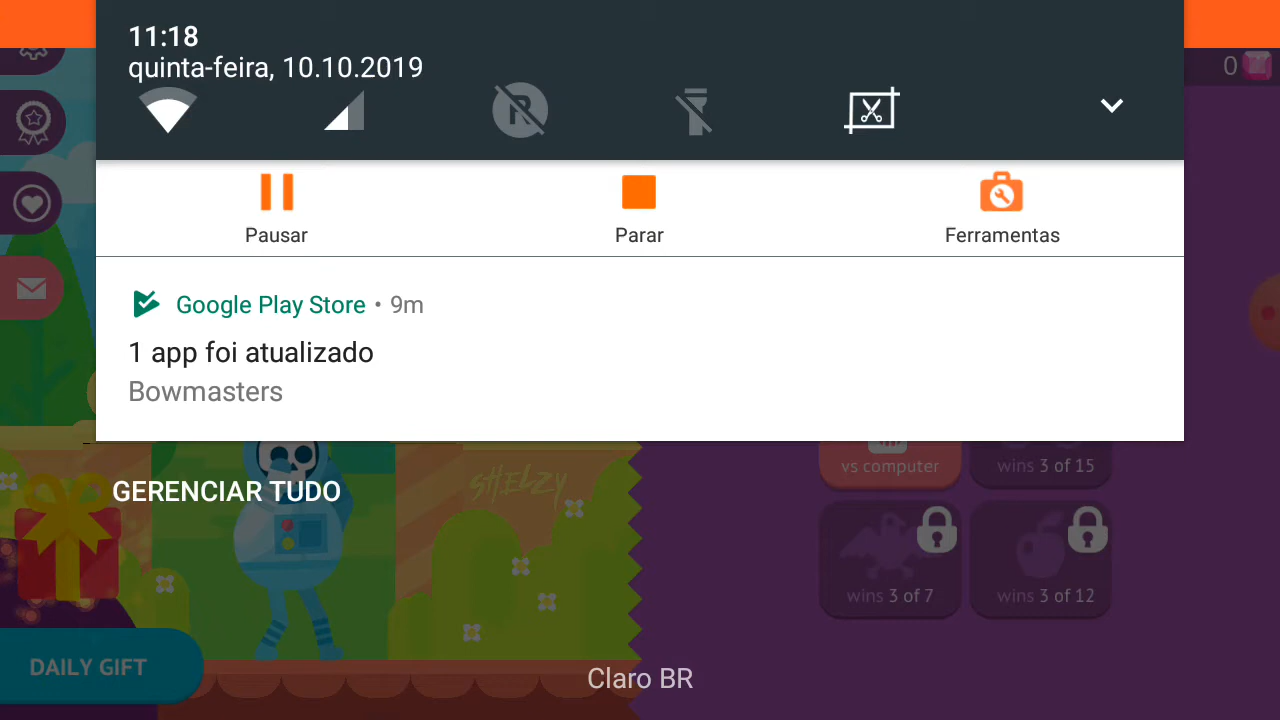 11:18
quinta-feira, 10.10.2019
R
0
Pausar
Parar
Ferramentas
Google Play Store • 9m
1 app foi atualizado
Bowmasters
vs computer
wins 3 of 15
GERENCIAR TUDO
SHELZY
wins 3 of 7
wins 3 of 12
DAILY GIFT
Claro BR